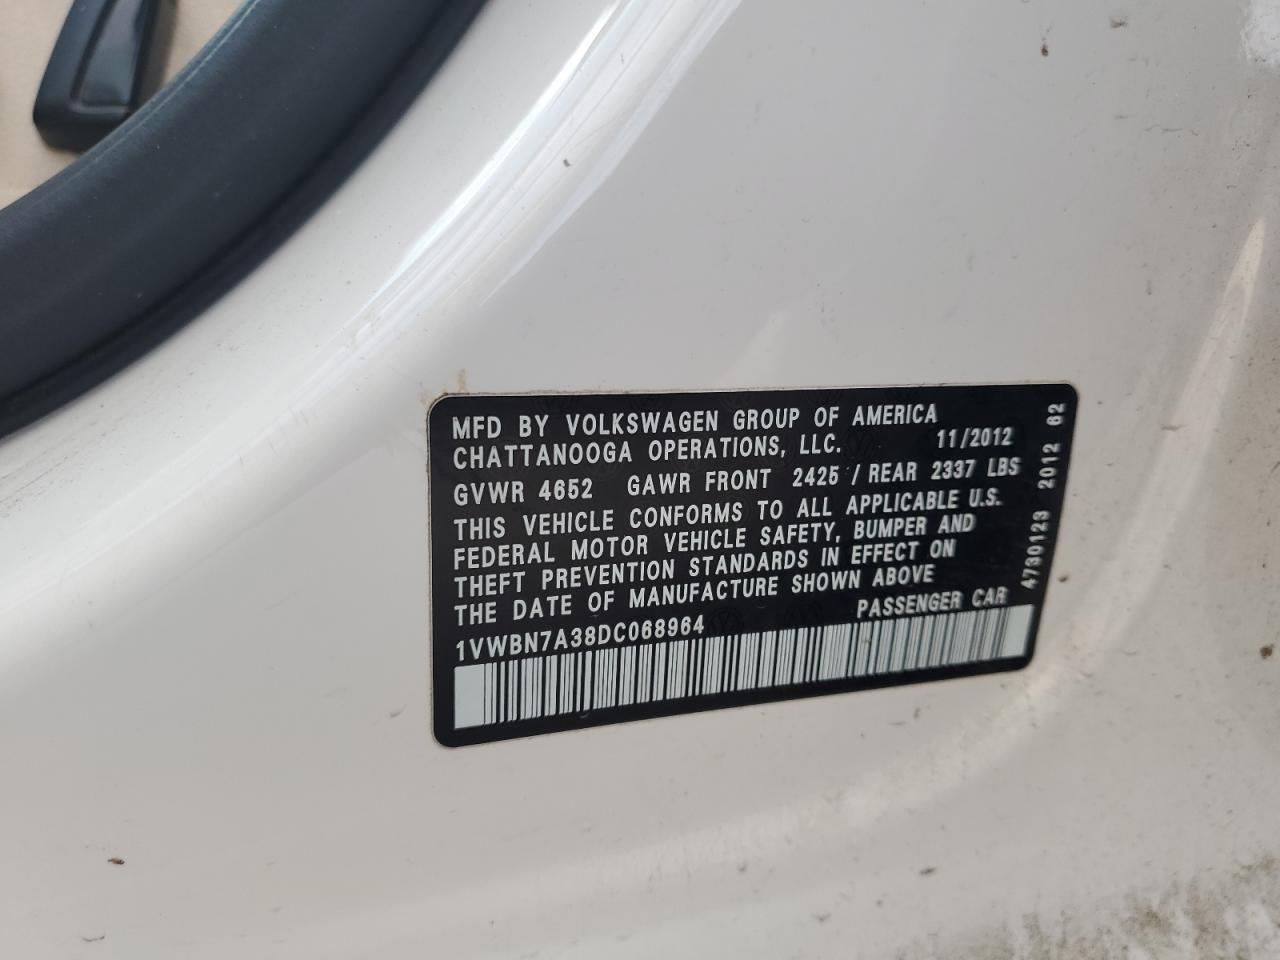 MFD BY VOLKSWAGEN GROUP OF AMERICA
CHATTANOOGA OPERATIONS, LLC. 11/2012
GVWR 4652 GAWR FRONT 2425 / REAR 2337 LBS
THIS VEHICLE CONFORMS TO ALL APPLICABLE U.S.
FEDERAL MOTOR VEHICLE SAFETY, BUMPER AND
THEFT PREVENTION STANDARDS IN EFFECT ON
THE DATE OF MANUFACTURE SHOWN ABOVE
1VWBN7A38DC068964 PASSENGER CAR
4730123 2012 62